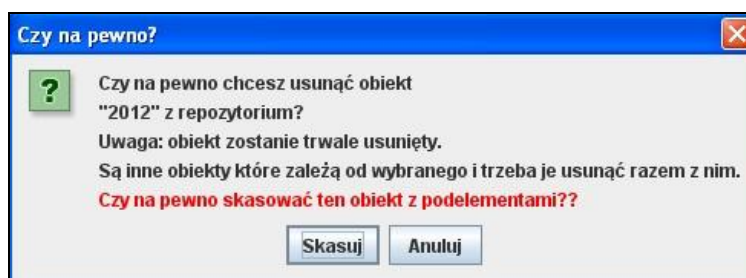 Czy na pewno?
Czy na pewno chcesz usunąć obiekt
"2012" z repozytorium?
Uwaga: obiekt zostanie trwale usunięty.
Są inne obiekty które zależą od wybranego i trzeba je usunąć razem z nim.
Czy na pewno skasować ten obiekt z podelementami??
Skasuj Anuluj